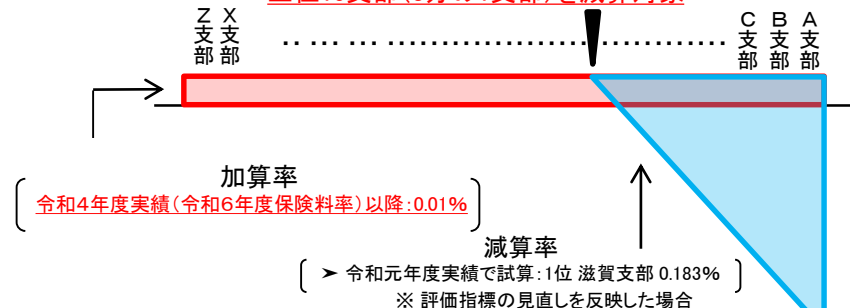 Z支部
X支部
‥ ‥ ‥ ‥‥‥‥‥‥‥‥‥‥‥‥‥‥‥‥
C支部
B支部
A支部
加算率
令和4年度実績(令和6年度保険料率)以降:0.01%
減算率
➤ 令和元年度実績で試算:1位 滋賀支部 0.183%
※ 評価指標の見直しを反映した場合